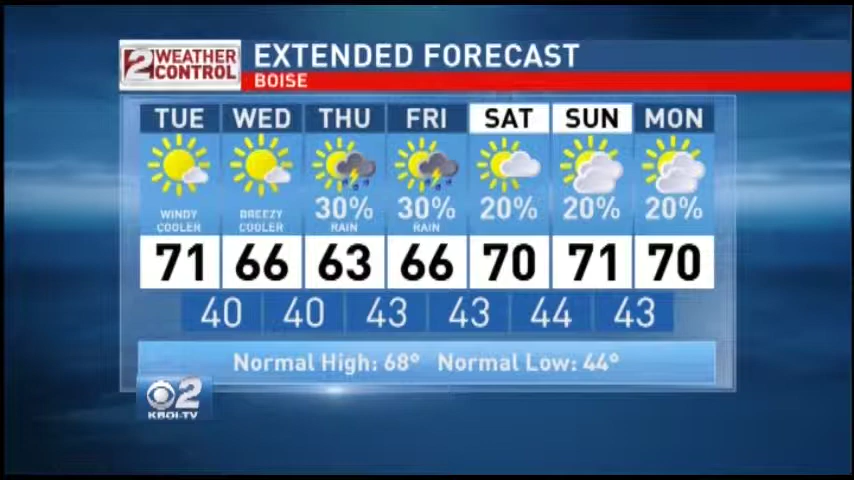 2 WEATHER CONTROL
EXTENDED FORECAST
BOISE
TUE WED THU FRI SAT SUN MON
30% 30% 20% 20% 20%
WINDY COOLER BREEZY COOLER RAIN RAIN
71 66 63 66 70 71 70
40 40 43 43 44 43
Normal High: 68° Normal Low: 44°
2
KBOI-TV